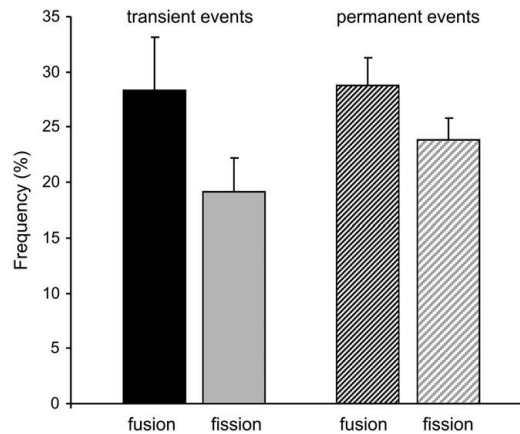 transient events
permanent events
Frequency (%)
35
30
25
20
15
10
5
0
fusion
fission
fusion
fission